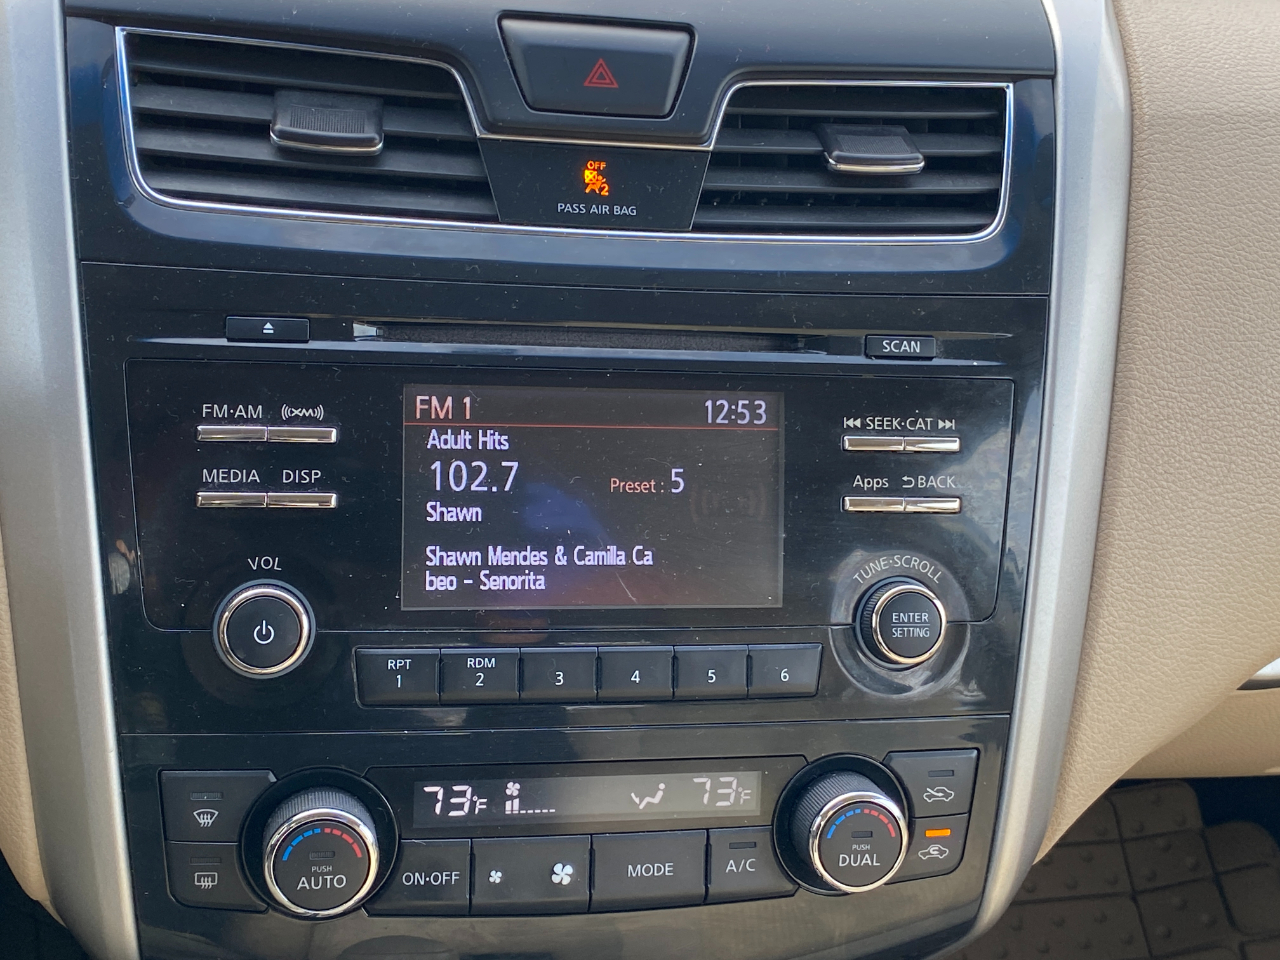 OFF
2
PASS AIR BAG
SCAN
FM·AM
((XM))
SEEK·CAT
MEDIA
DISP
Apps
BACK
FM 1
12:53
Adult Hits
102.7
Preset : 5
Shawn
Shawn Mendes & Camilla Ca
beo - Senorita
VOL
TUNE·SCROLL
ENTER
SETTING
RPT
1
RDM
2
3
4
5
6
73°F
73°F
PUSH
AUTO
ON·OFF
MODE
A/C
PUSH
DUAL